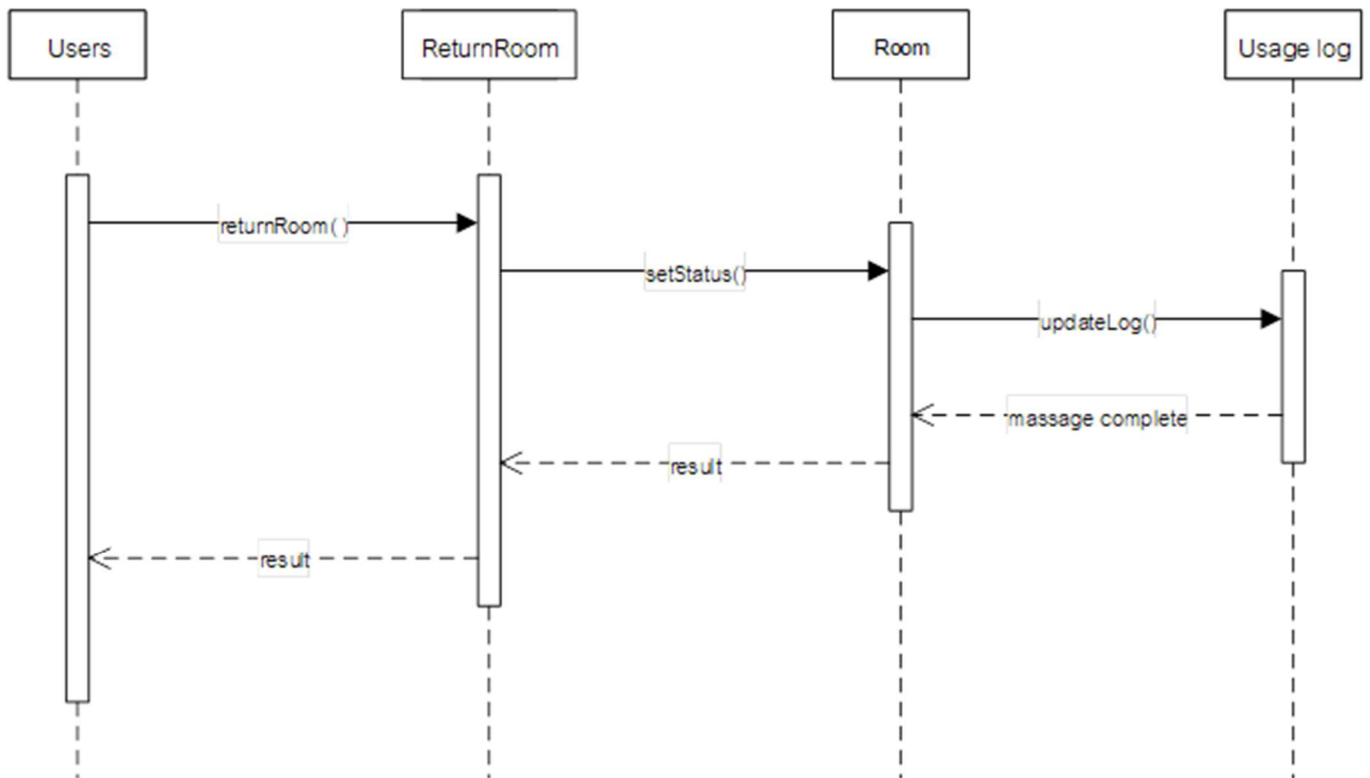 Users
ReturnRoom
Room
Usage log
returnRoom( )
setStatus()
updateLog()
massage complete
result
result